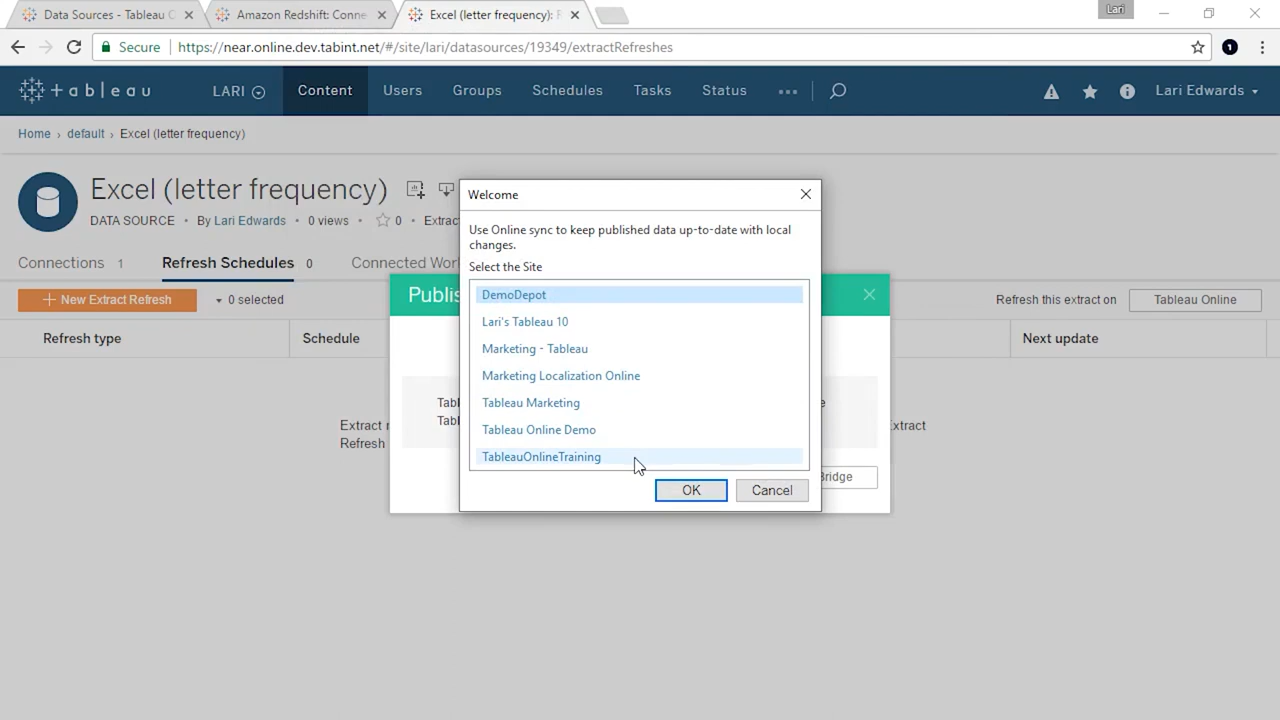 Data Sources - Tableau C
Amazon Redshift: Conne
Excel (letter frequency): R
Lari
Secure
https://near.online.dev.tabint.net/#/site/lari/datasources/19349/extractRefreshes
1
+ a b l e a u
LARI
Content
Users
Groups
Schedules
Tasks
Status
Lari Edwards
Home › default › Excel (letter frequency)
Excel (letter frequency)
DATA SOURCE • By Lari Edwards • 0 views • 0 • Extrac
Connections 1
Refresh Schedules 0
Connected Wor
New Extract Refresh
0 selected
Refresh this extract on
Tableau Online
Refresh type
Schedule
Next update
Extract r
Refresh
xtract
Publis
Tabl
Tabl
e
Bridge
Welcome
Use Online sync to keep published data up-to-date with local
changes.
Select the Site
DemoDepot
Lari's Tableau 10
Marketing - Tableau
Marketing Localization Online
Tableau Marketing
Tableau Online Demo
TableauOnlineTraining
OK
Cancel